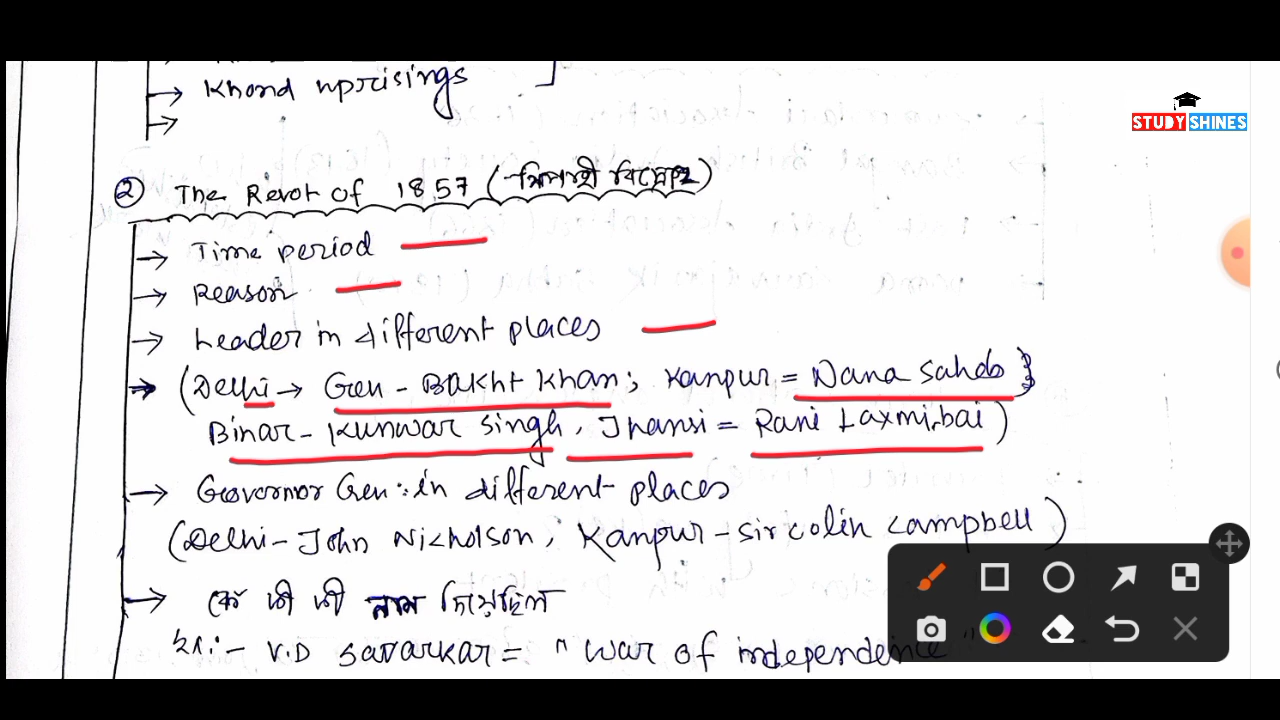 → Khond uprisings
→
STUDY SHINES
② The Revot of 1857 (সিপাহী বিদ্রোহ)
→ Time period
→ Reason
→ Leader in different places
→ (Delhi → Gen - Bakht Khan; Kanpur = Nana Saheb }
Bihar - Kunwar Singh, Jhansi = Rani Laxmibai)
→ Governor Gen: in different places
(Delhi - John Nicholson, Kanpur - sir colin campbell)
→ কে কী কী নাম দিয়েছিল
V.D Savarkar = "war of independence"